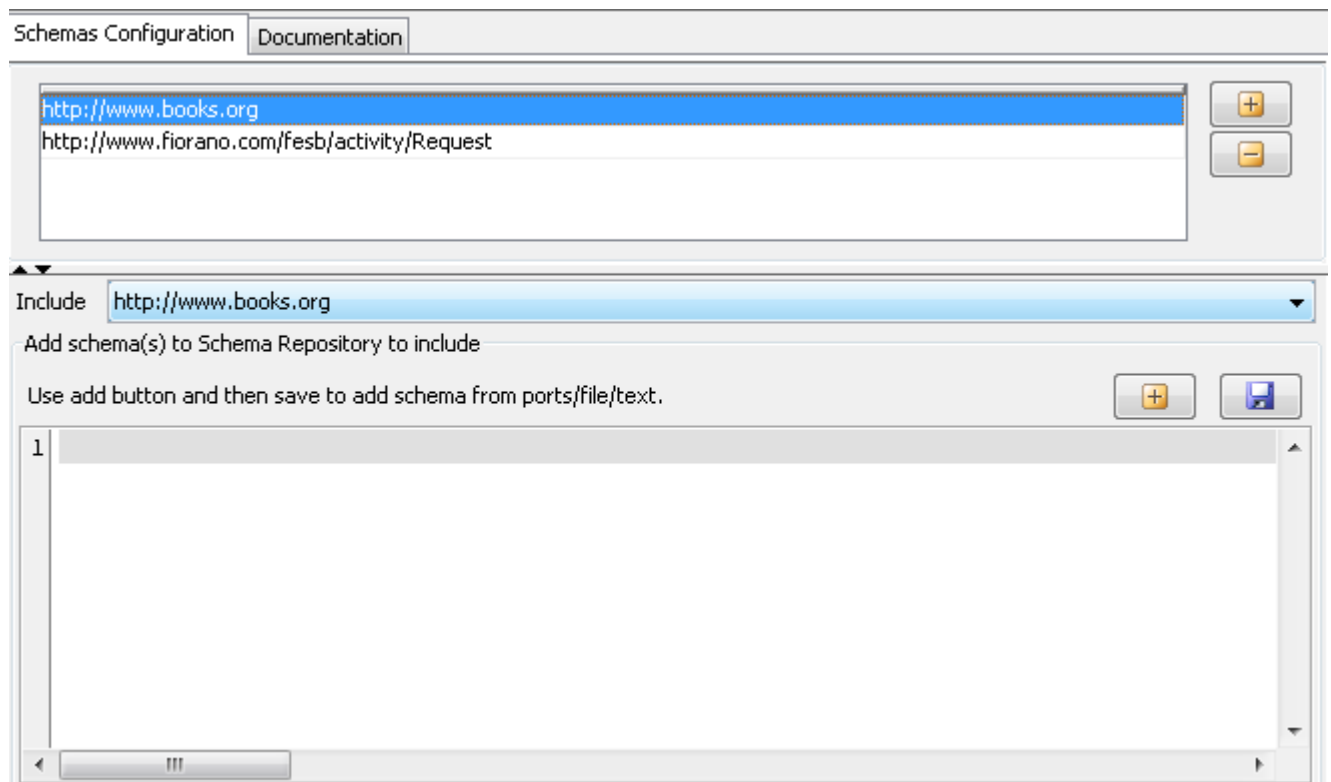 Schemas Configuration Documentation
http://www.books.org
http://www.fiorano.com/fesb/activity/Request
Include http://www.books.org
Add schema(s) to Schema Repository to include
Use add button and then save to add schema from ports/file/text.
1